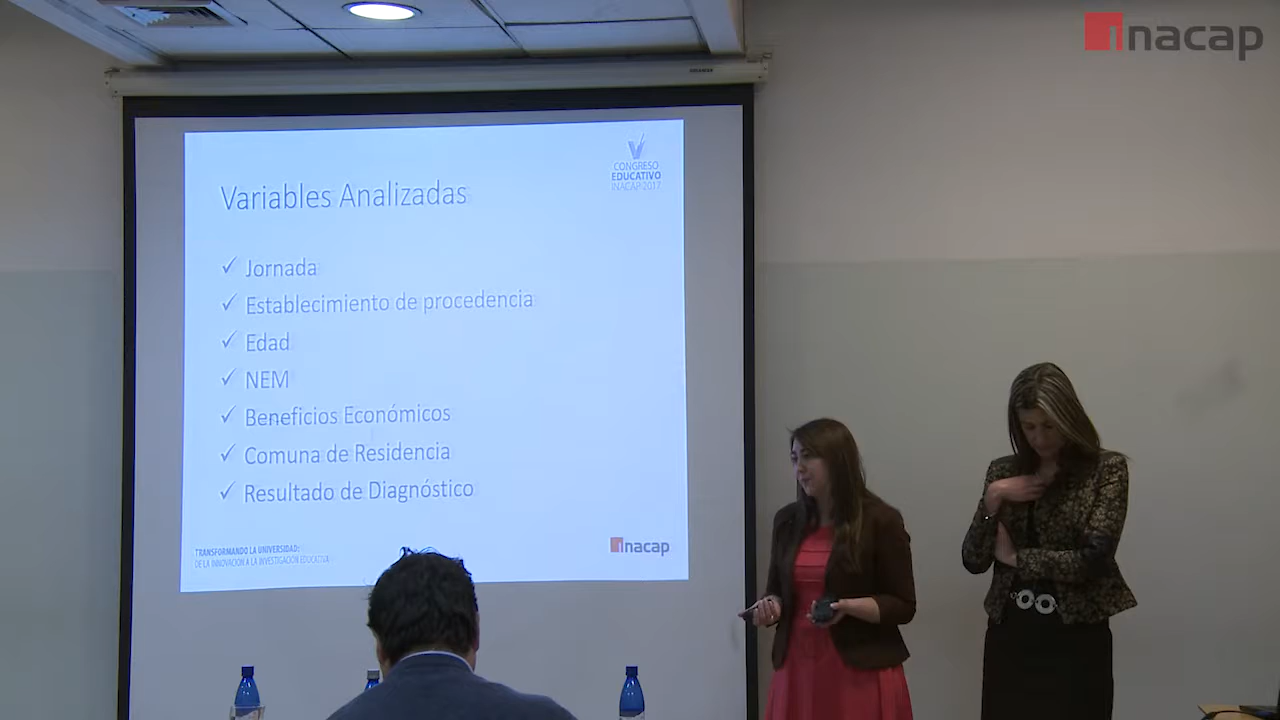 inacap
CONGRESO
EDUCATIVO
INACAP 2017
Variables Analizadas
✓ Jornada
✓ Establecimiento de procedencia
✓ Edad
✓ NEM
✓ Beneficios Económicos
✓ Comuna de Residencia
✓ Resultado de Diagnóstico
TRANSFORMANDO LA UNIVERSIDAD:
DE LA INNOVACION A LA INVESTIGACIÓN EDUCATIVA
inacap